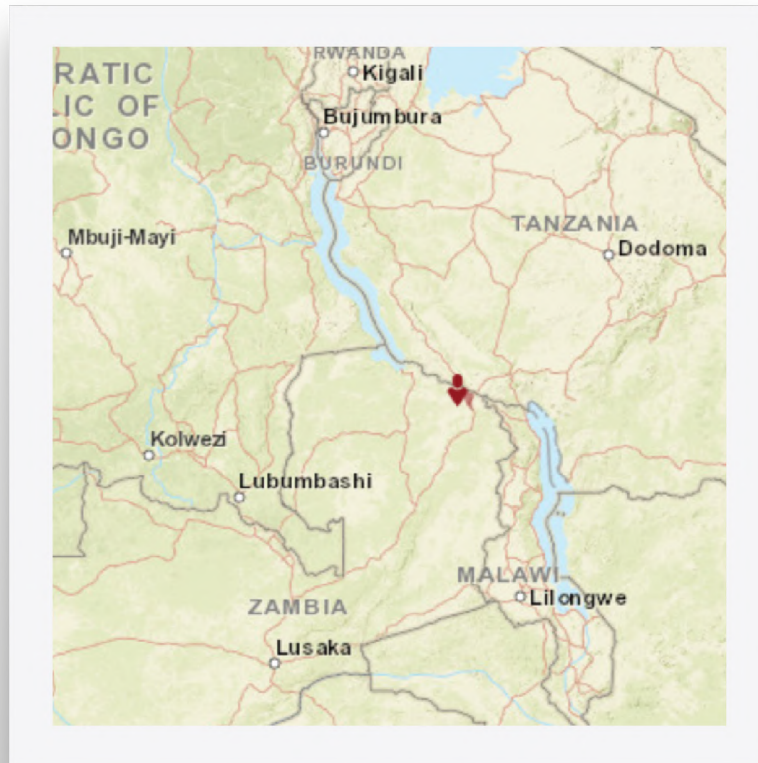 RWANDA
Kigali
RATIC
LIC OF
ONGO
Bujumbura
BURUNDI
TANZANIA
Mbuji-Mayi
Dodoma
Kolwezi
Lubumbashi
MALAWI
Lilongwe
ZAMBIA
Lusaka